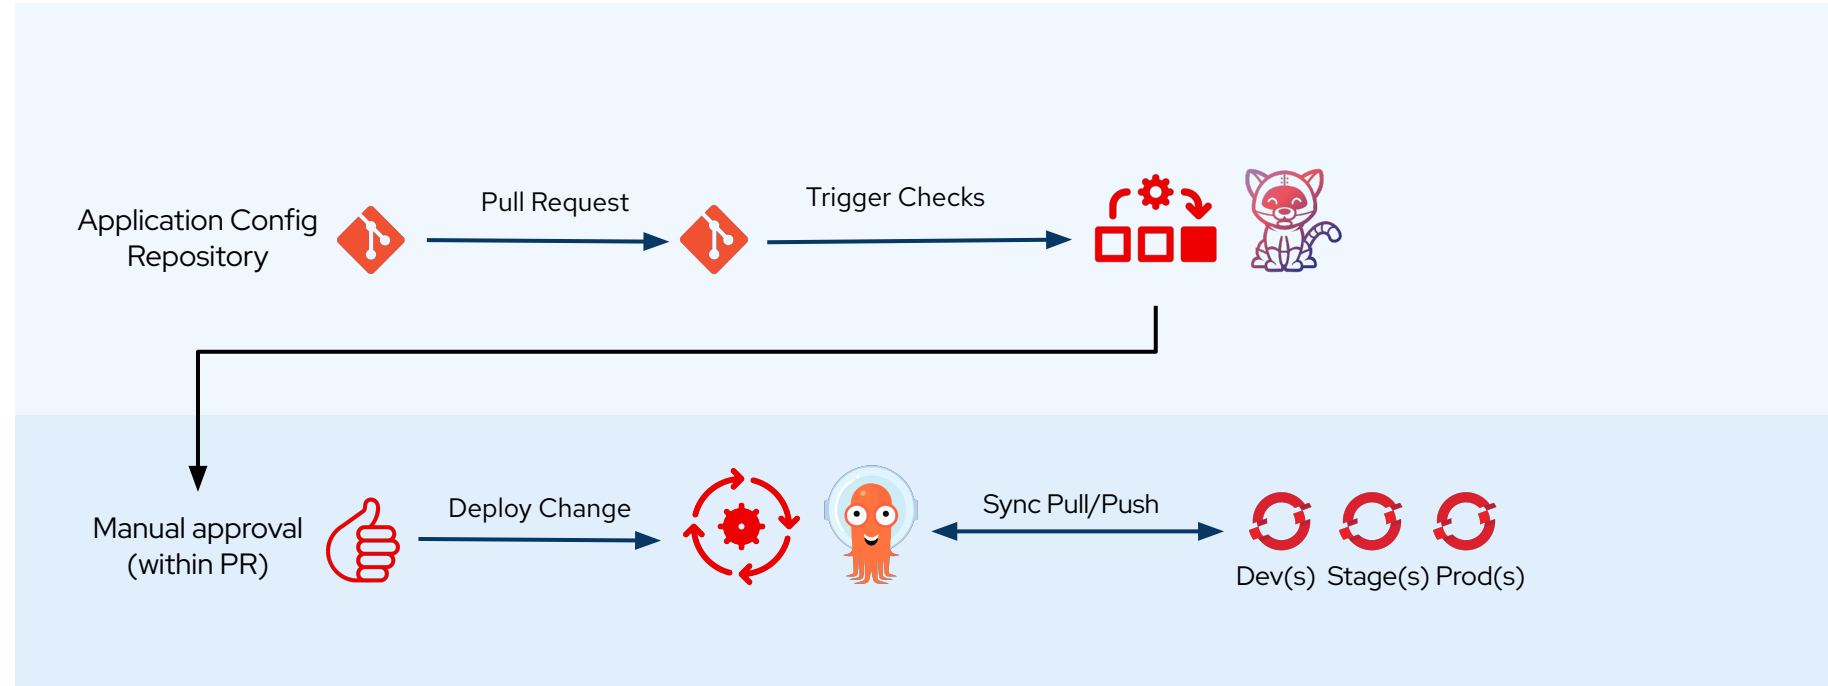 Application Config
Repository
Pull Request
Trigger Checks
Manual approval
(within PR)
Deploy Change
Sync Pull/Push
Dev(s)
Stage(s)
Prod(s)